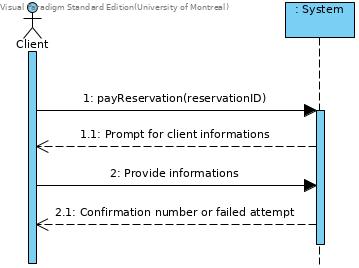 Visual Paradigm Standard Edition(University of Montreal)
: System
Client
1: payReservation(reservationID)
1.1: Prompt for client informations
2: Provide informations
2.1: Confirmation number or failed attempt